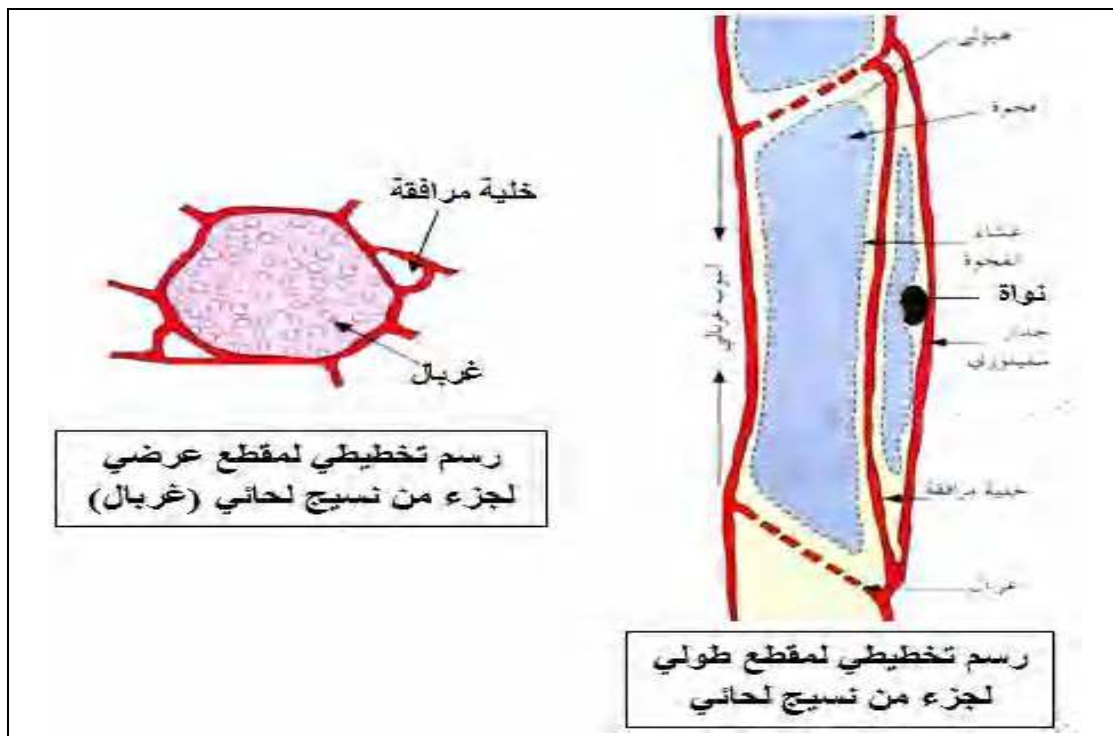 خلية مرافقة
غربال
رسم تخطيطي لمقطع عرضي
لجزء من نسيج لحائي (غربال)
هيولى
فجوة
غشاء
الفجوة
أنبوب غربالي
نواة
جدار
سيليلوزي
خلية مرافقة
غربال
رسم تخطيطي لمقطع طولي
لجزء من نسيج لحائي